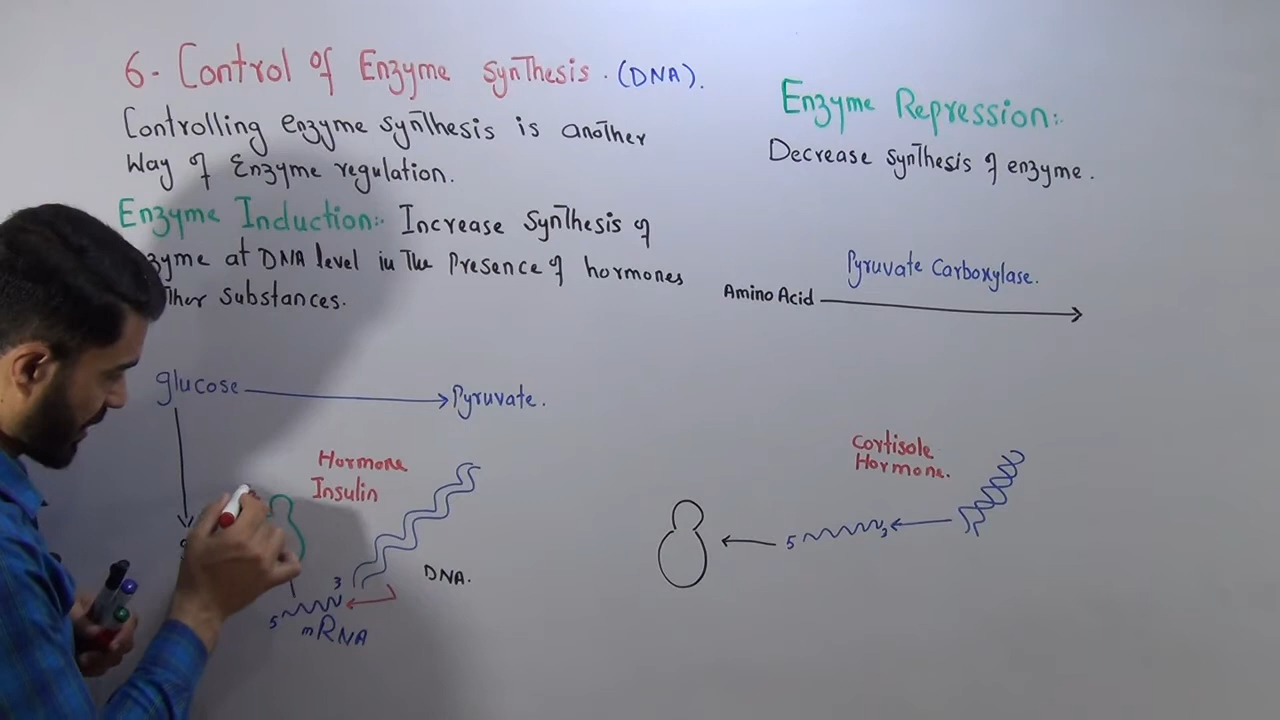 6- Control of Enzyme Synthesis. (DNA).
Controlling enzyme synthesis is another
Way of Enzyme regulation.
Enzyme Induction:- Increase Synthesis of
zyme at DNA level in The Presence of hormones
ther substances.
glucose
Pyruvate.
Hormone
Insulin
3
DNA.
5
mRNA
Enzyme Repression:-
Decrease synthesis of enzyme.
Pyruvate Carboxylase.
Amino Acid
Cortisole
Hormone.
5
3